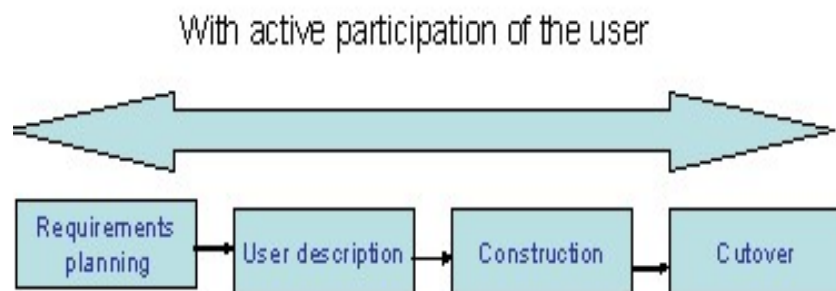 With active participation of the user
Requirements
planning
User description
Construction
Cutover